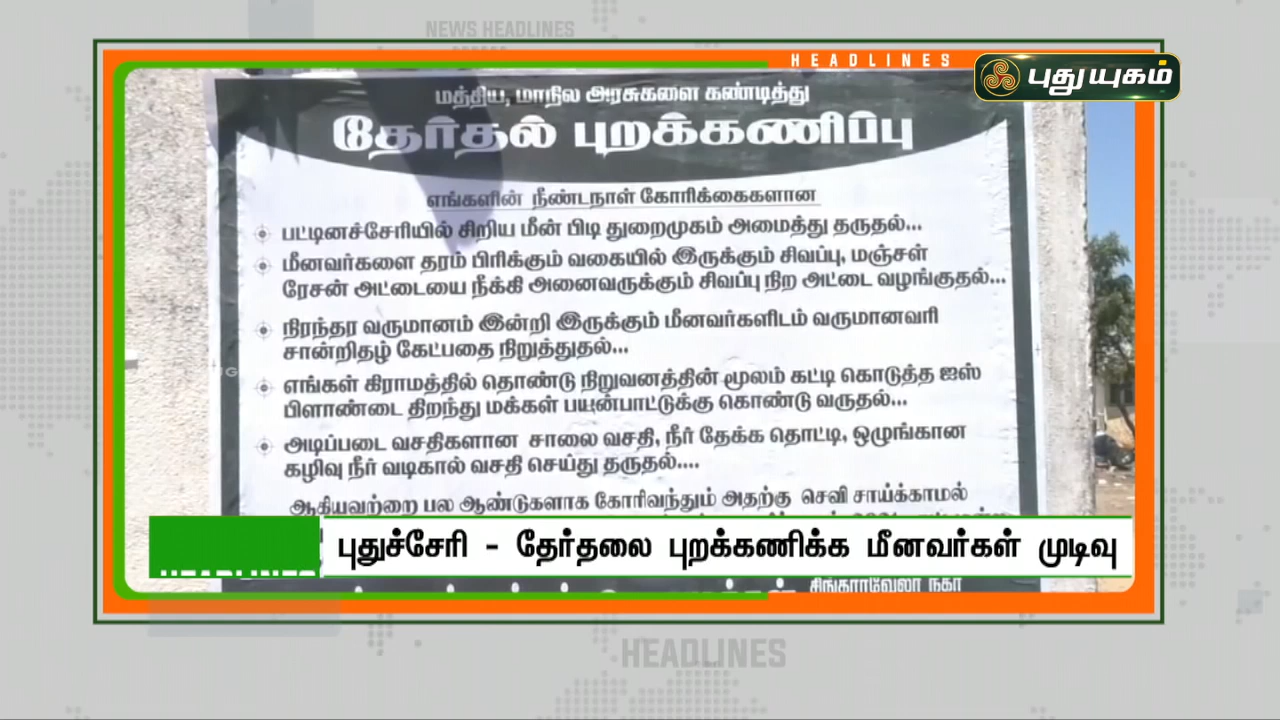 NEWS HEADLINES
HEADLINES
புதுயுகம்
மத்திய, மாநில அரசுகளை கண்டித்து
தேர்தல் புறக்கணிப்பு
எங்களின் நீண்டநாள் கோரிக்கைகளான
பட்டினச்சேரியில் சிறிய மீன் பிடி துறைமுகம் அமைத்து தருதல்...
மீனவர்களை தரம் பிரிக்கும் வகையில் இருக்கும் சிவப்பு, மஞ்சள்
ரேசன் அட்டையை நீக்கி அனைவருக்கும் சிவப்பு நிற அட்டை வழங்குதல்...
நிரந்தர வருமானம் இன்றி இருக்கும் மீனவர்களிடம் வருமானவரி
சான்றிதழ் கேட்பதை நிறுத்துதல்...
எங்கள் கிராமத்தில் தொண்டு நிறுவனத்தின் மூலம் கட்டி கொடுத்த ஐஸ்
பிளாண்டை திறந்து மக்கள் பயன்பாட்டுக்கு கொண்டு வருதல்...
அடிப்படை வசதிகளான சாலை வசதி, நீர் தேக்க தொட்டி, ஒழுங்கான
கழிவு நீர் வடிகால் வசதி செய்து தருதல்....
ஆகியவற்றை பல ஆண்டுகளாக கோரிவந்தும் அதற்கு செவி சாய்க்காமல்
புதுச்சேரி - தேர்தலை புறக்கணிக்க மீனவர்கள் முடிவு
HEADLINES
சிங்காரவேலர் நகர்
HEADLINES